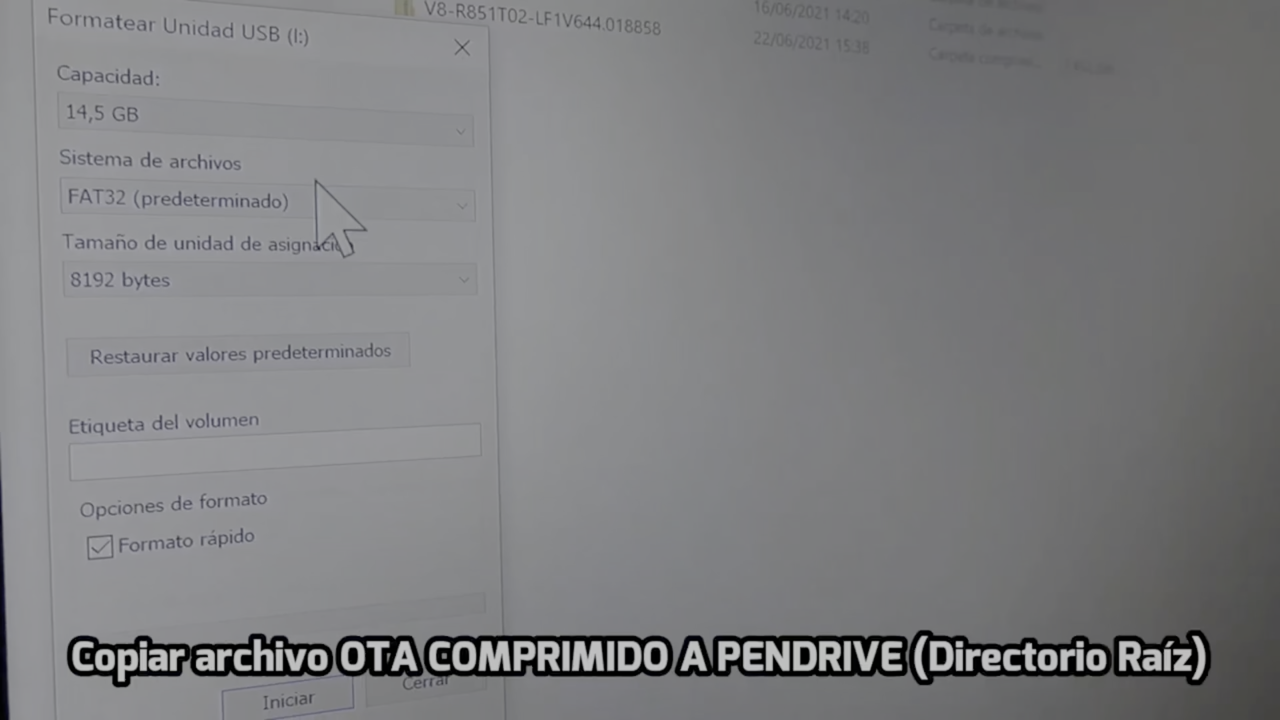 Formatear Unidad USB (I:)
V8-R851T02-LF1V644.018858
16/06/2021 14:20
22/06/2021 15:38
Capacidad:
14,5 GB
Sistema de archivos
FAT32 (predeterminado)
Tamaño de unidad de asignació
8192 bytes
Restaurar valores predeterminados
Etiqueta del volumen
Opciones de formato
Formato rápido
Iniciar
Cerrar
Copiar archivo OTA COMPRIMIDO A PENDRIVE (Directorio Raíz)